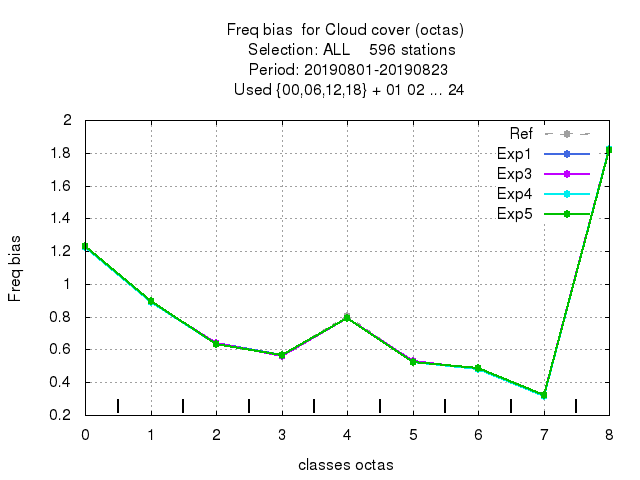 Freq bias  for Cloud cover (octas)
Selection: ALL    596 stations
Period: 20190801-20190823
Used {00,06,12,18} + 01 02 ... 24
Ref
Exp1
Exp3
Exp4
Exp5
2
1.8
1.6
1.4
1.2
1
0.8
0.6
0.4
0.2
Freq bias
0 1 2 3 4 5 6 7 8
classes octas